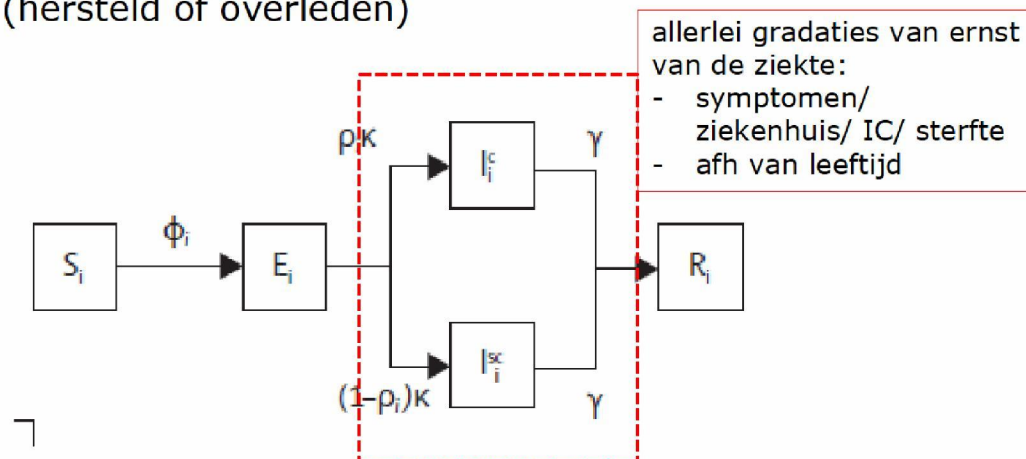 (hersteld of overleden)
allerlei gradaties van ernst
van de ziekte:
- symptomen/
ziekenhuis/ IC/ sterfte
- afh van leeftijd
ρᵢκ
γ
Iᵢᶜ
ϕᵢ
Sᵢ
Eᵢ
Rᵢ
Iᵢˢᶜ
(1-ρᵢ)κ
γ